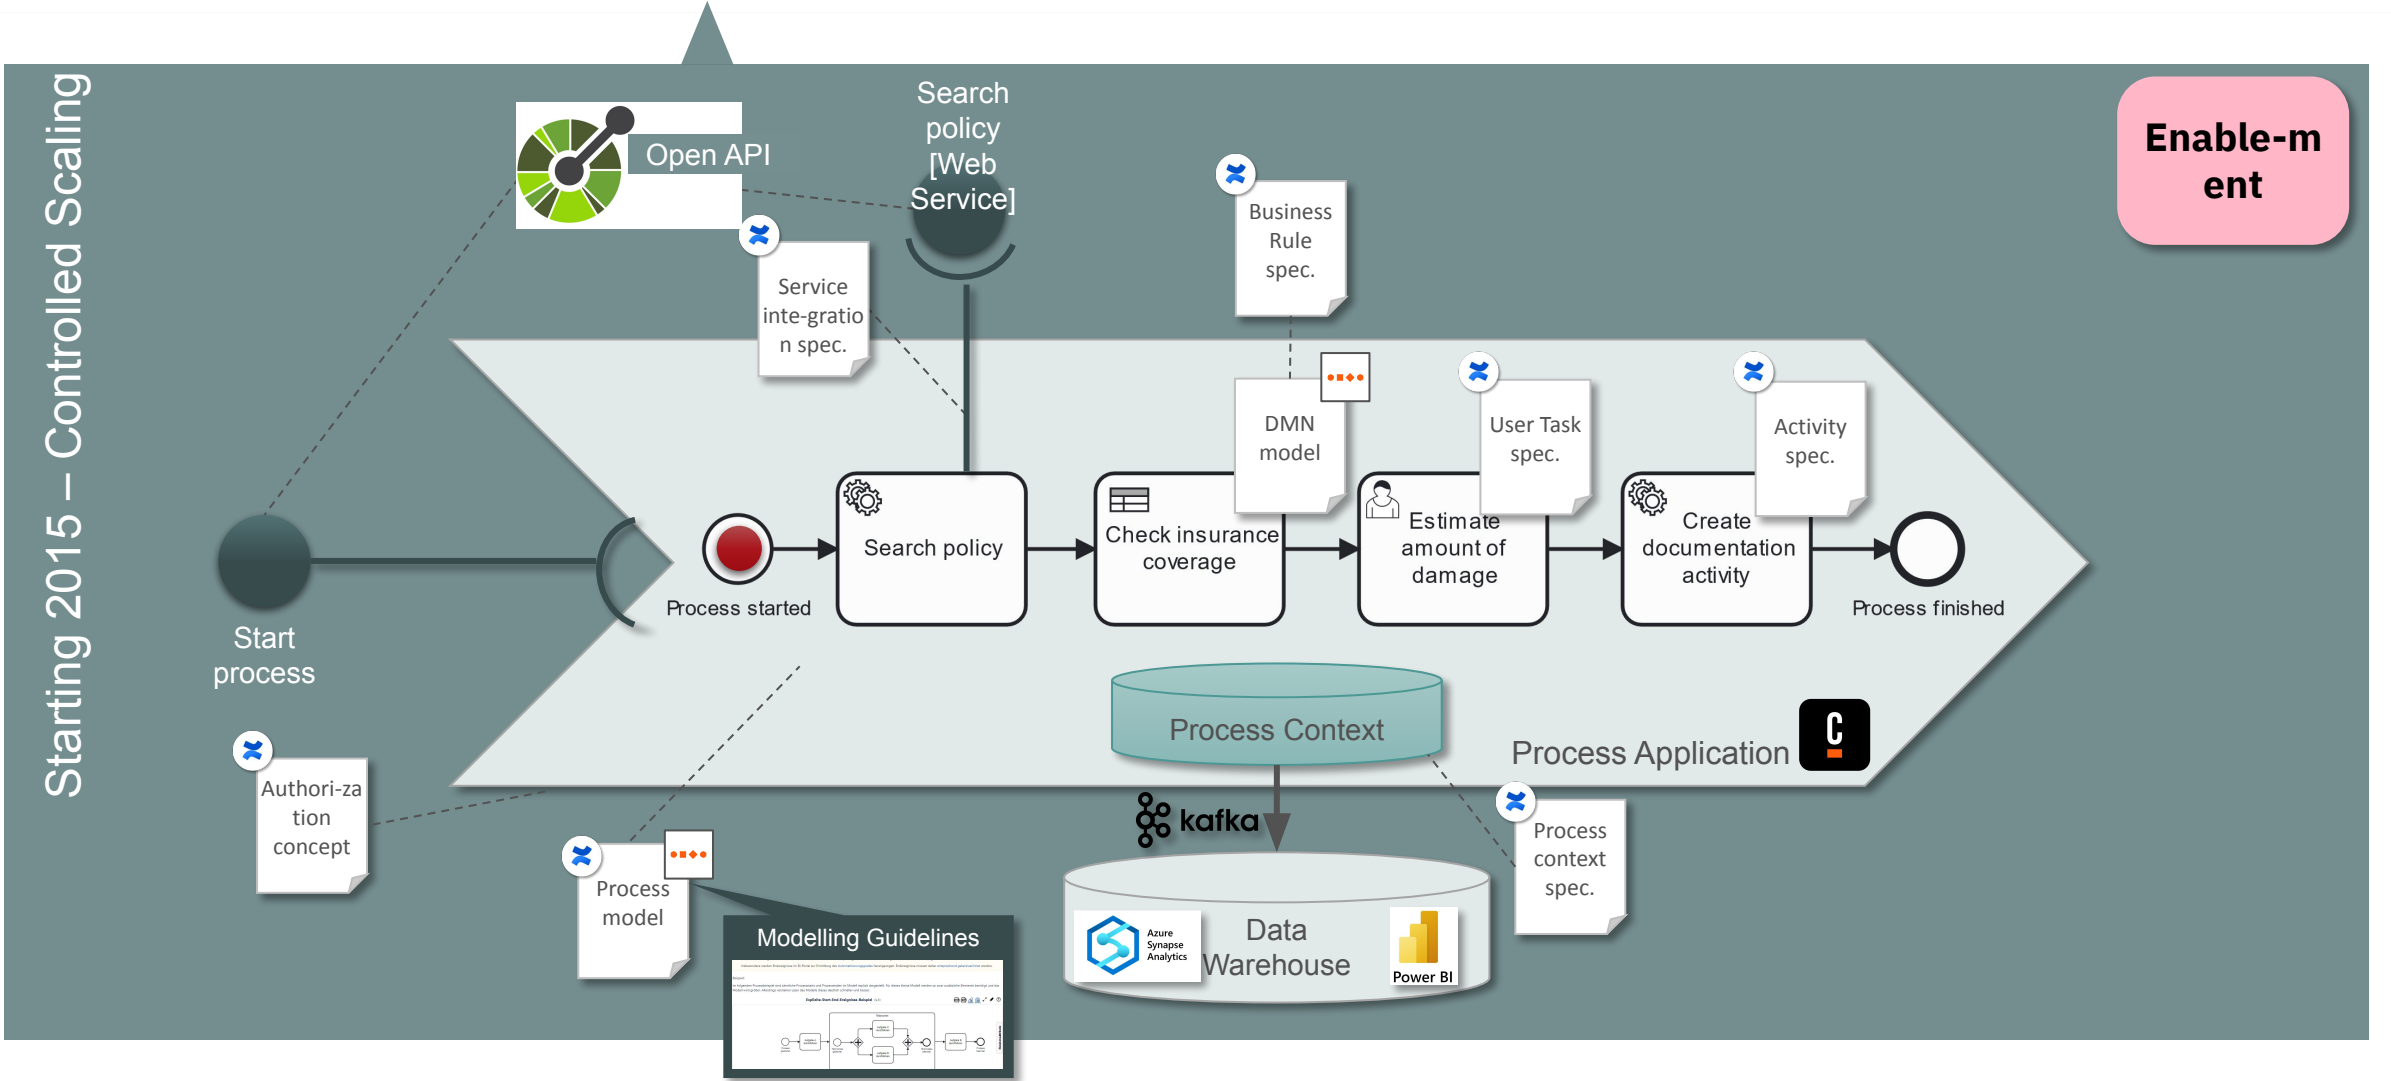 Starting 2015 – Controlled Scaling
Open API
Search
policy
[Web
Service]
Enable-m
ent
Business
Rule
spec.
Service
inte-gratio
n spec.
DMN
model
User Task
spec.
Activity
spec.
Start
process
Process started
Search policy
Check insurance
coverage
Estimate
amount of
damage
Create
documentation
activity
Process finished
Process Context
Process Application
C
Authori-za
tion
concept
kafka
Process
context
spec.
Process
model
Modelling Guidelines
Azure
Synapse
Analytics
Data
Warehouse
Power BI